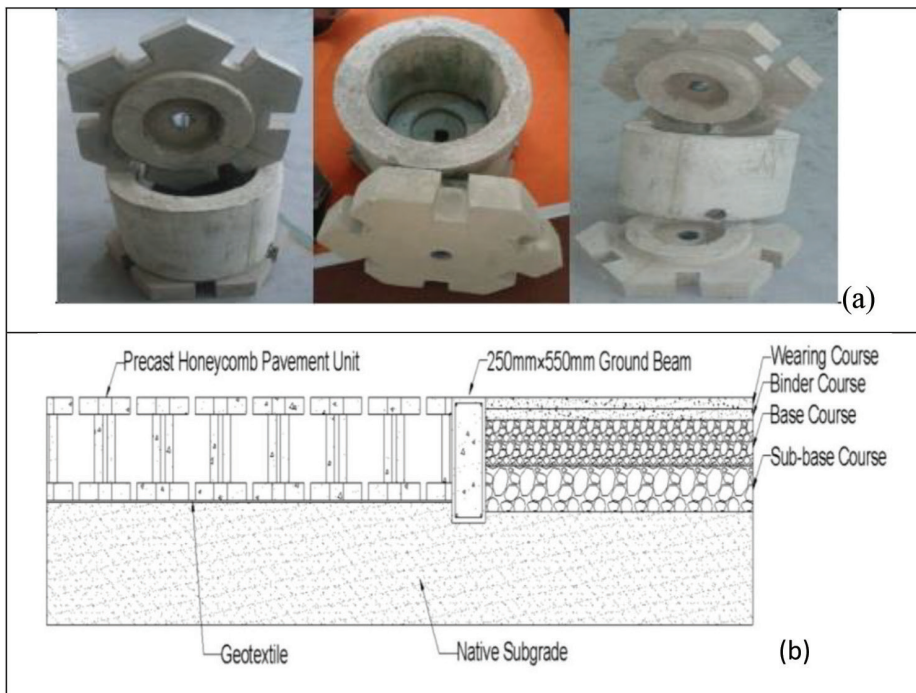 (a)
Precast Honeycomb Pavement Unit
250mm×550mm Ground Beam
Wearing Course
Binder Course
Base Course
Sub-base Course
Geotextile
Native Subgrade
(b)